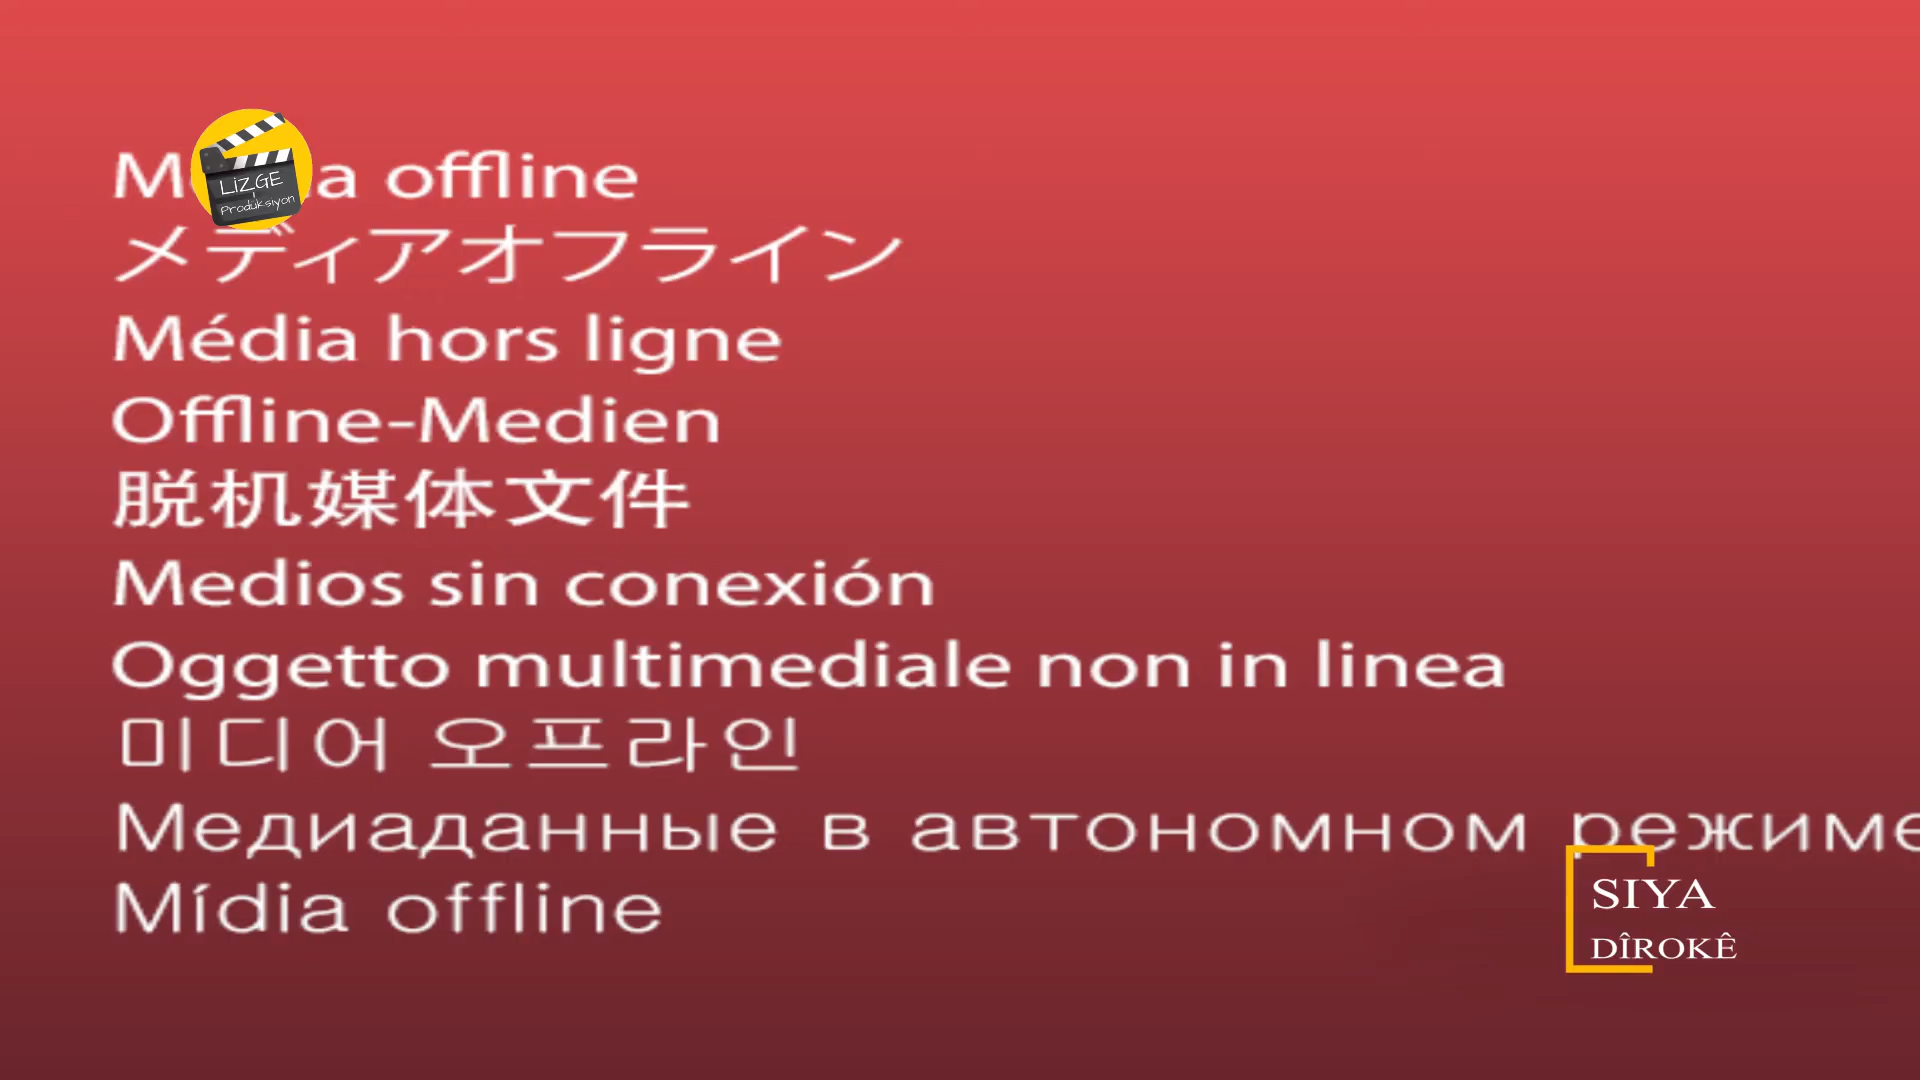 LiZGE
Prodüksiyon
offline
メディアオフライン
Média hors ligne
Offline-Medien
脱机媒体文件
Medios sin conexión
Oggetto multimediale non in linea
미디어 오프라인
Медиаданные в автономном режиме
Mídia offline
SIYA
DÎROKÊ